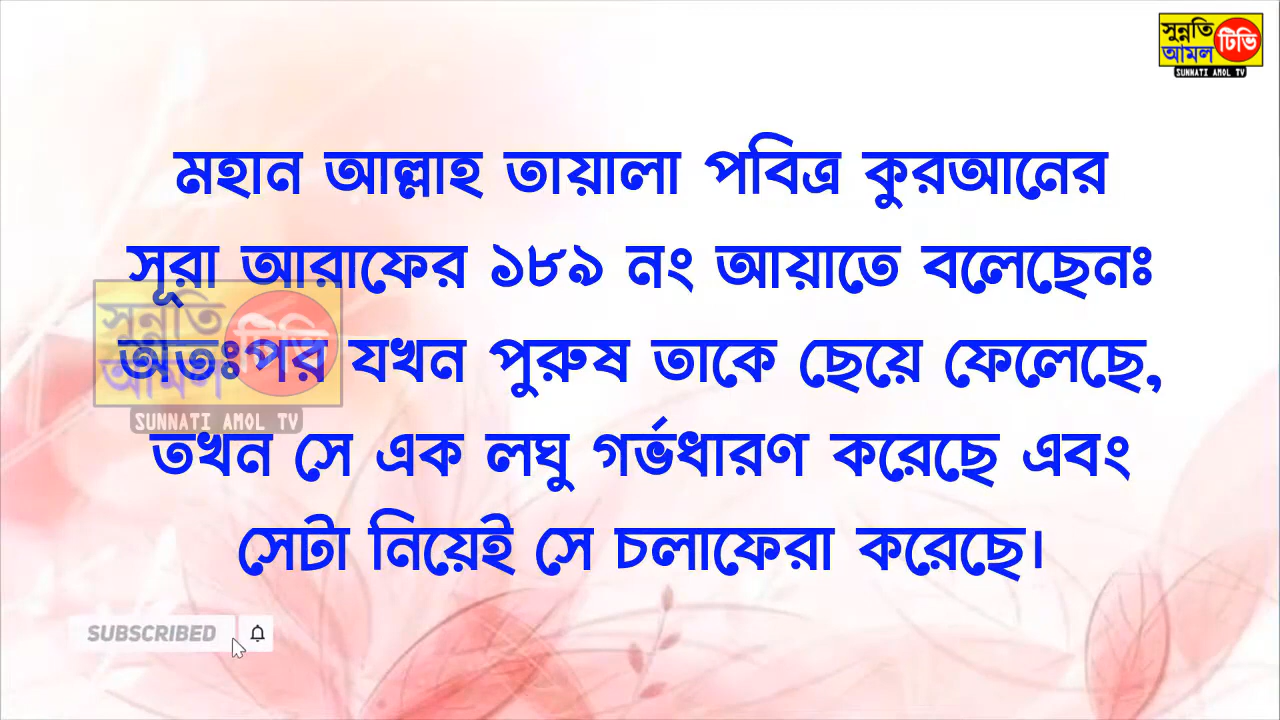 সুন্নতি
আমল
টিভি
SUNNATI AMOL TV
মহান আল্লাহ তায়ালা পবিত্র কুরআনের
সূরা আরাফের ১৮৯ নং আয়াতে বলেছেনঃ
অতঃপর যখন পুরুষ তাকে ছেয়ে ফেলেছে,
তখন সে এক লঘু গর্ভধারণ করেছে এবং
সেটা নিয়েই সে চলাফেরা করেছে।
সুন্নতি
আমল
টিভি
SUNNATI AMOL TV
SUBSCRIBED